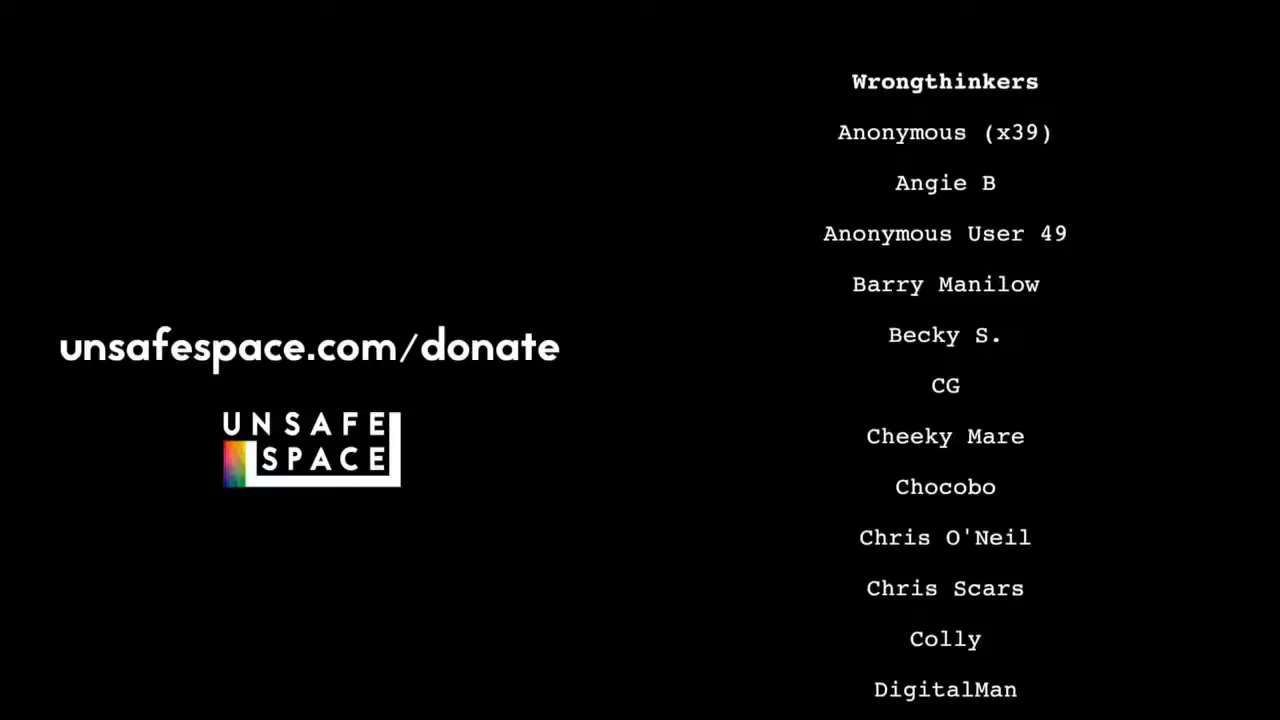 unsafespace.com/donate
UNSAFE
SPACE
Wrongthinkers
Anonymous (x39)
Angie B
Anonymous User 49
Barry Manilow
Becky S.
CG
Cheeky Mare
Chocobo
Chris O'Neil
Chris Scars
Colly
DigitalMan